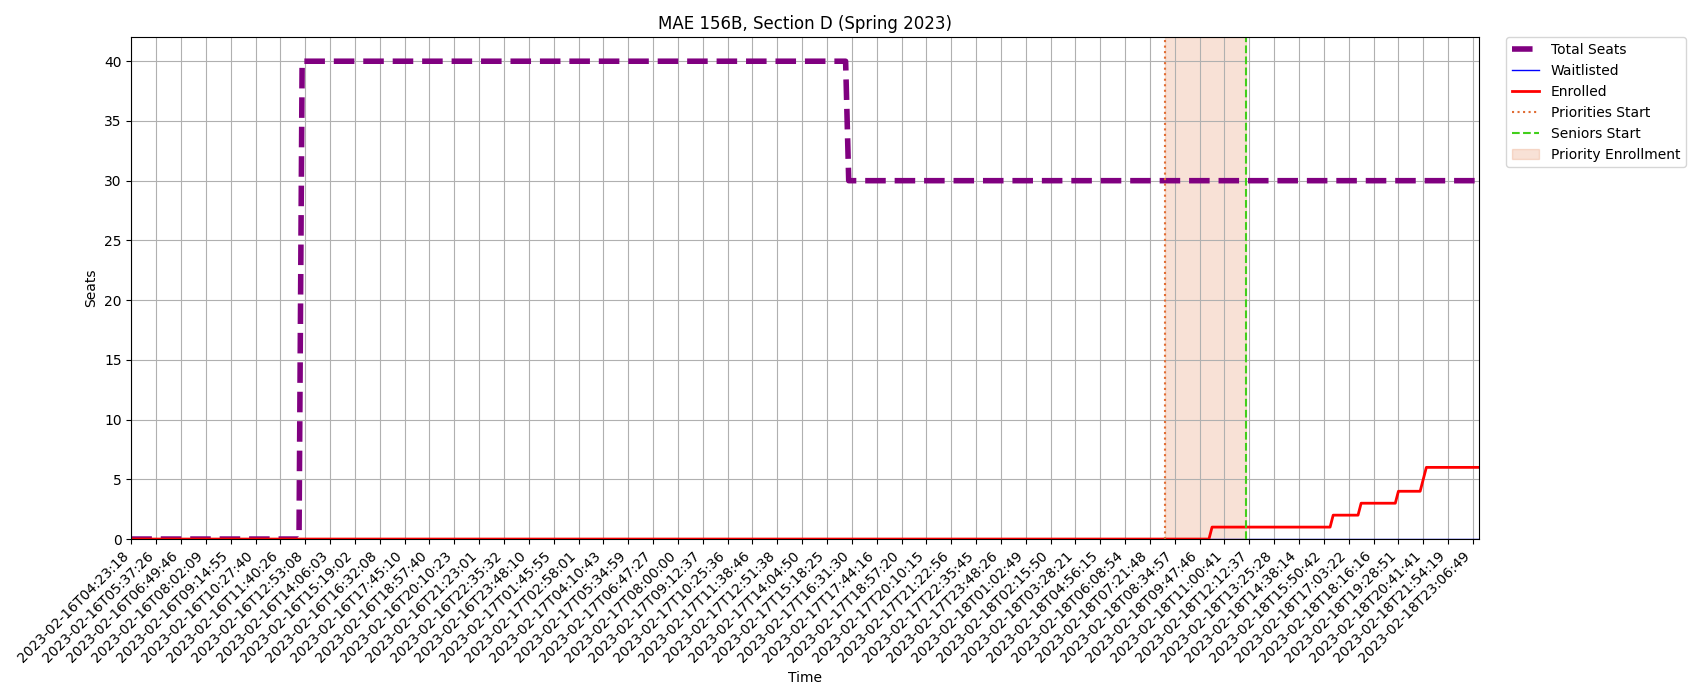 MAE 156B, Section D (Spring 2023)
Total Seats
Waitlisted
Enrolled
Priorities Start
Seniors Start
Priority Enrollment
Seats
40
35
30
25
20
15
10
5
0
2023-02-16T04:23:18
2023-02-16T05:37:26
2023-02-16T06:49:46
2023-02-16T08:02:09
2023-02-16T09:14:55
2023-02-16T10:27:40
2023-02-16T11:40:26
2023-02-16T12:53:08
2023-02-16T14:06:03
2023-02-16T15:19:02
2023-02-16T16:32:08
2023-02-16T17:45:10
2023-02-16T18:57:40
2023-02-16T20:10:23
2023-02-16T21:23:01
2023-02-16T22:35:32
2023-02-16T23:48:10
2023-02-17T01:45:55
2023-02-17T02:58:01
2023-02-17T04:10:43
2023-02-17T05:34:59
2023-02-17T06:47:27
2023-02-17T08:00:00
2023-02-17T09:12:37
2023-02-17T10:25:36
2023-02-17T11:38:46
2023-02-17T12:51:38
2023-02-17T14:04:50
2023-02-17T15:18:25
2023-02-17T16:31:30
2023-02-17T17:44:16
2023-02-17T18:57:20
2023-02-17T20:10:15
2023-02-17T21:22:56
2023-02-17T22:35:45
2023-02-17T23:48:26
2023-02-18T01:02:49
2023-02-18T02:15:50
2023-02-18T03:28:21
2023-02-18T04:56:15
2023-02-18T06:08:54
2023-02-18T07:21:48
2023-02-18T08:34:57
2023-02-18T09:47:46
2023-02-18T11:00:41
2023-02-18T12:12:37
2023-02-18T13:25:28
2023-02-18T14:38:14
2023-02-18T15:50:42
2023-02-18T17:03:22
2023-02-18T18:16:16
2023-02-18T19:28:51
2023-02-18T20:41:41
2023-02-18T21:54:19
2023-02-18T23:06:49
Time